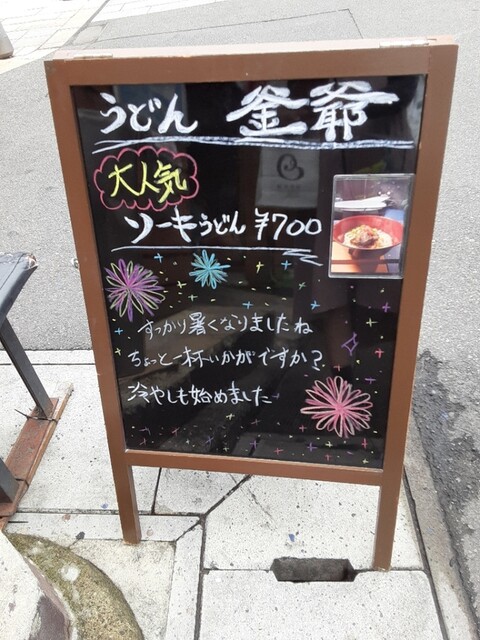 うどん 釜爺
大人気
ソーキうどん ¥700
すっかり暑くなりましたね
ちょっと一杯いかがですか?
冷やしも始めました